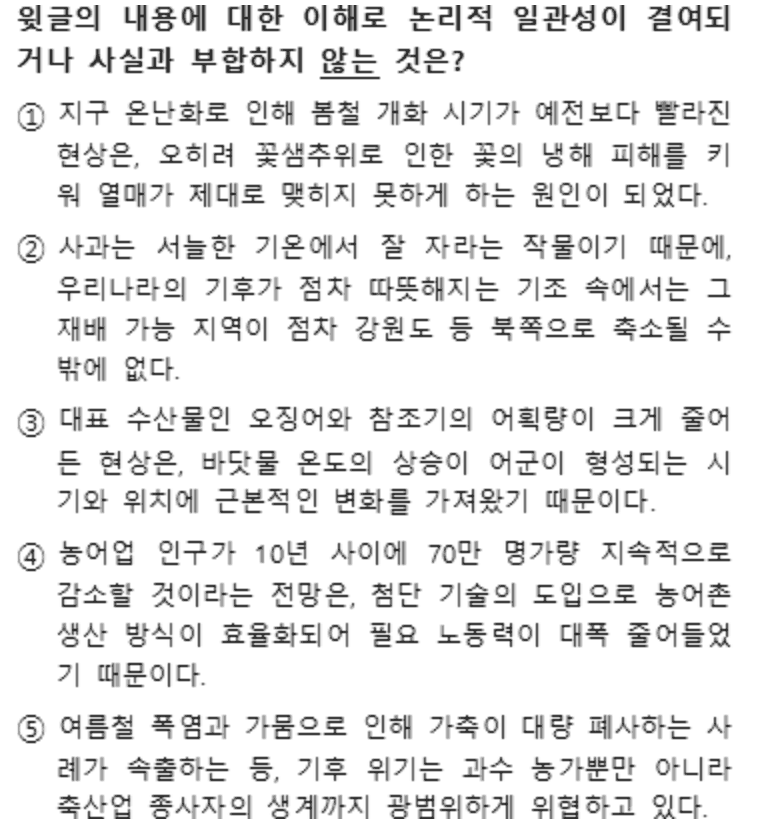 윗글의 내용에 대한 이해로 논리적 일관성이 결여되
거나 사실과 부합하지 않는 것은?
① 지구 온난화로 인해 봄철 개화 시기가 예전보다 빨라진
현상은, 오히려 꽃샘추위로 인한 꽃의 냉해 피해를 키
워 열매가 제대로 맺히지 못하게 하는 원인이 되었다.
② 사과는 서늘한 기온에서 잘 자라는 작물이기 때문에,
우리나라의 기후가 점차 따뜻해지는 기조 속에서는 그
재배 가능 지역이 점차 강원도 등 북쪽으로 축소될 수
밖에 없다.
③ 대표 수산물인 오징어와 참조기의 어획량이 크게 줄어
든 현상은, 바닷물 온도의 상승이 어군이 형성되는 시
기와 위치에 근본적인 변화를 가져왔기 때문이다.
④ 농어업 인구가 10년 사이에 70만 명가량 지속적으로
감소할 것이라는 전망은, 첨단 기술의 도입으로 농어촌
생산 방식이 효율화되어 필요 노동력이 대폭 줄어들었
기 때문이다.
⑤ 여름철 폭염과 가뭄으로 인해 가축이 대량 폐사하는 사
례가 속출하는 등, 기후 위기는 과수 농가뿐만 아니라
축산업 종사자의 생계까지 광범위하게 위협하고 있다.